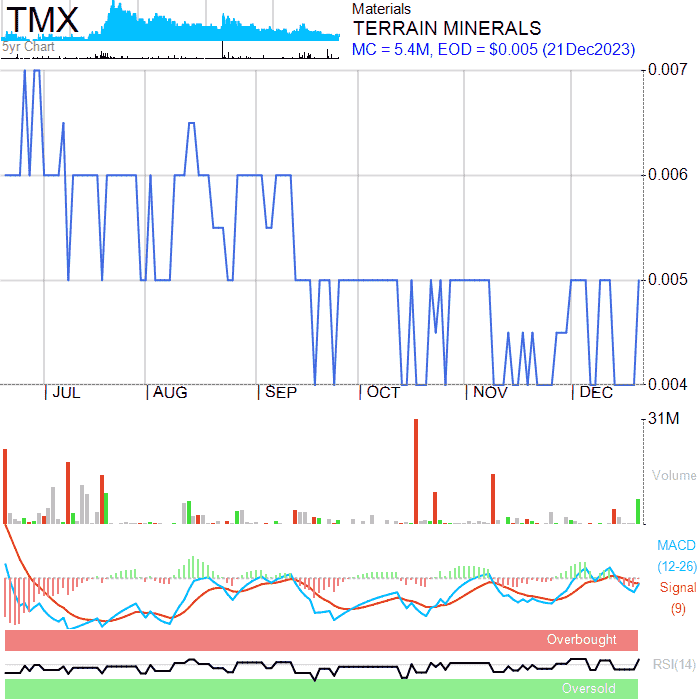 TMX
5yr Chart
Materials
TERRAIN MINERALS
MC = 5.4M, EOD = $0.005 (21Dec2023)
0.007
0.006
0.005
0.004
JUL AUG SEP OCT NOV DEC
31M
Volume
MACD
(12-26)
Signal
(9)
Overbought
RSI(14)
Oversold